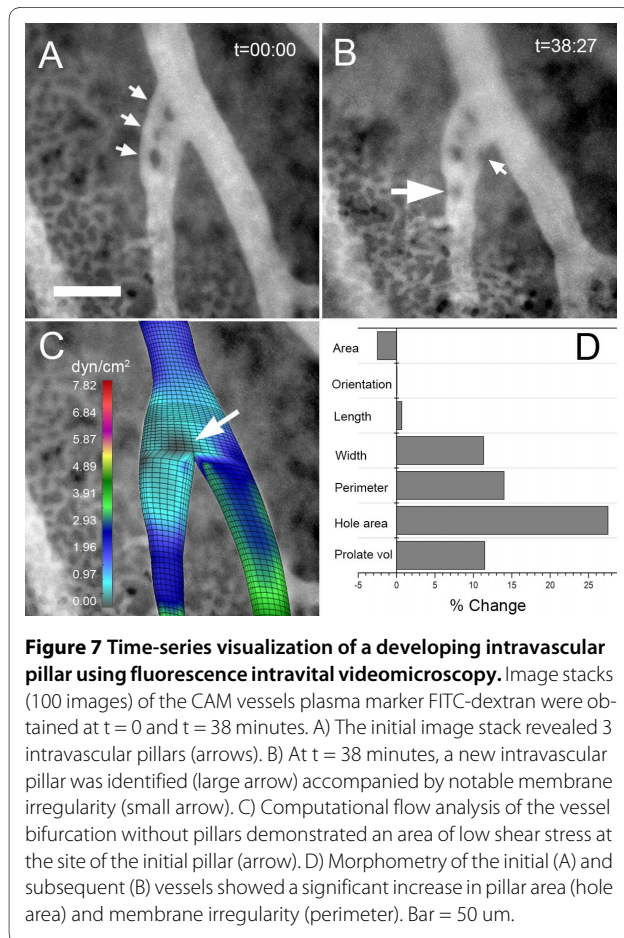 A
t=00:00
B
t=38:27
C
dyn/cm²
7.82
6.84
5.87
4.89
3.91
2.93
1.96
0.97
0.00
D
Area
Orientation
Length
Width
Perimeter
Hole area
Prolate vol
-5 0 5 10 15 20 25
% Change
Figure 7 Time-series visualization of a developing intravascular
pillar using fluorescence intravital videomicroscopy. Image stacks
(100 images) of the CAM vessels plasma marker FITC-dextran were ob-
tained at t = 0 and t = 38 minutes. A) The initial image stack revealed 3
intravascular pillars (arrows). B) At t = 38 minutes, a new intravascular
pillar was identified (large arrow) accompanied by notable membrane
irregularity (small arrow). C) Computational flow analysis of the vessel
bifurcation without pillars demonstrated an area of low shear stress at
the site of the initial pillar (arrow). D) Morphometry of the initial (A) and
subsequent (B) vessels showed a significant increase in pillar area (hole
area) and membrane irregularity (perimeter). Bar = 50 um.